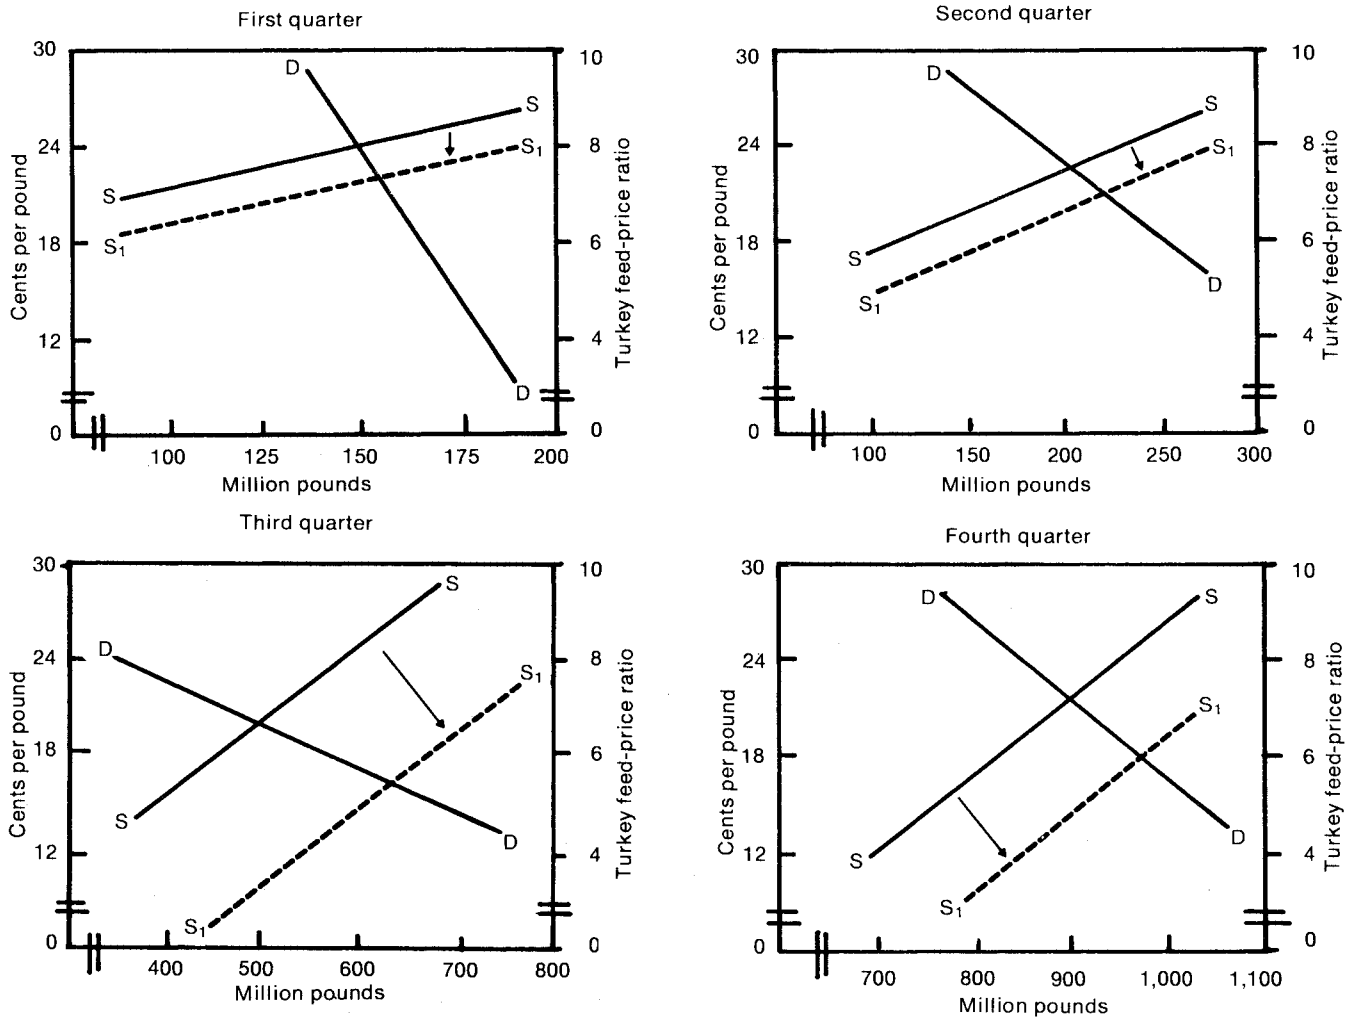 First quarter
30
24
18
12
0
10
8
6
4
0
Cents per pound
Turkey feed-price ratio
D
S
S1
S
S1
D
100 125 150 175 200
Million pounds
Second quarter
30
24
18
12
0
10
8
6
4
0
Cents per pound
Turkey feed-price ratio
D
S
S1
S
S1
D
100 150 200 250 300
Million pounds
Third quarter
30
24
18
12
0
10
8
6
4
0
Cents per pound
Turkey feed-price ratio
S
D
S1
S
D
S1
400 500 600 700 800
Million pounds
Fourth quarter
30
24
18
12
0
10
8
6
4
0
Cents per pound
Turkey feed-price ratio
D
S
S1
D
S
S1
700 800 900 1,000 1,100
Million pounds